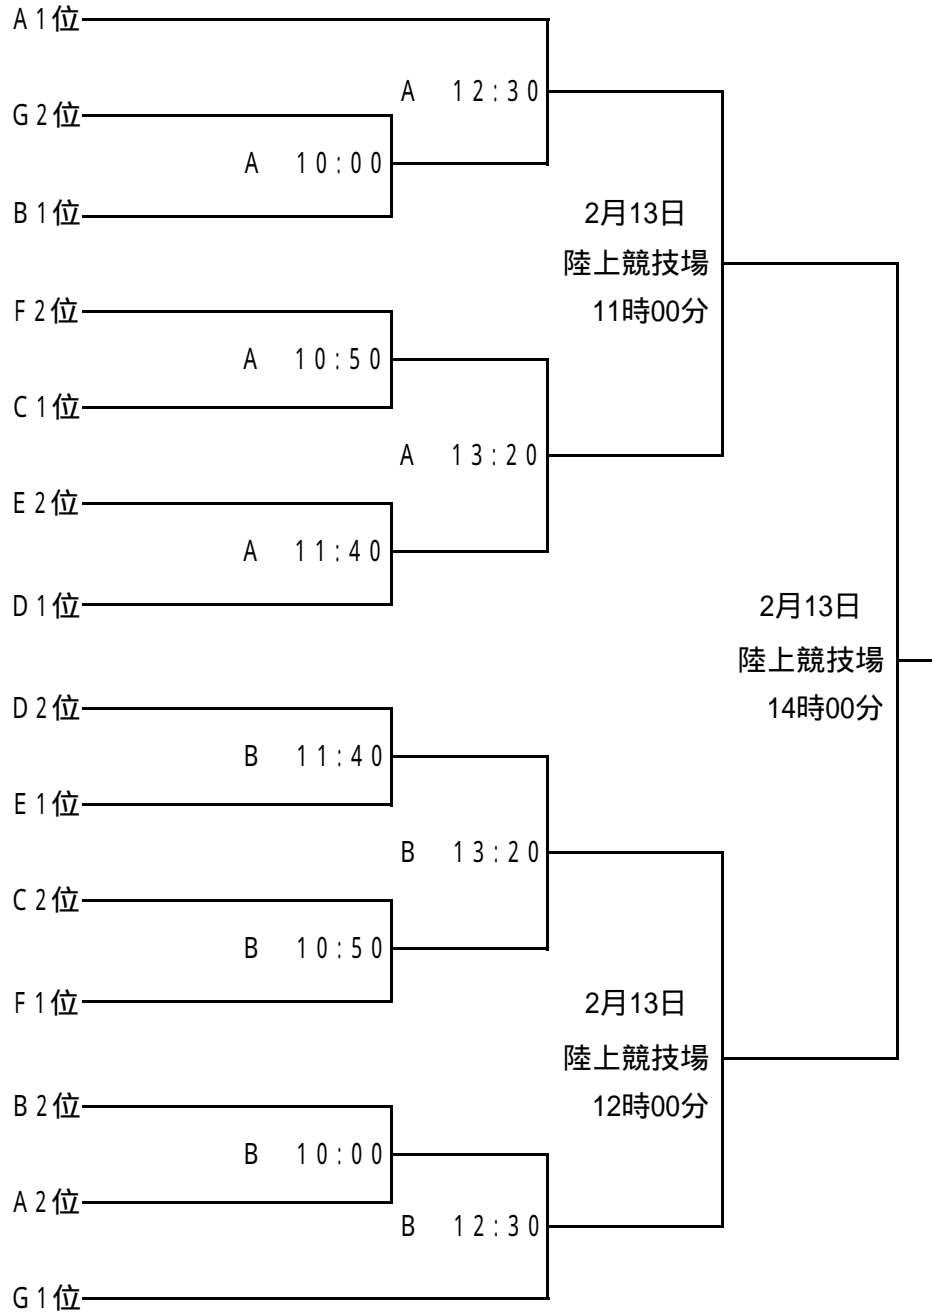 A1位
A 12:30
G2位
A 10:00
B1位
2月13日
陸上競技場
11時00分
F2位
A 10:50
C1位
A 13:20
E2位
A 11:40
D1位
2月13日
陸上競技場
14時00分
D2位
B 11:40
E1位
B 13:20
C2位
B 10:50
F1位
2月13日
陸上競技場
12時00分
B2位
B 10:00
A2位
B 12:30
G1位